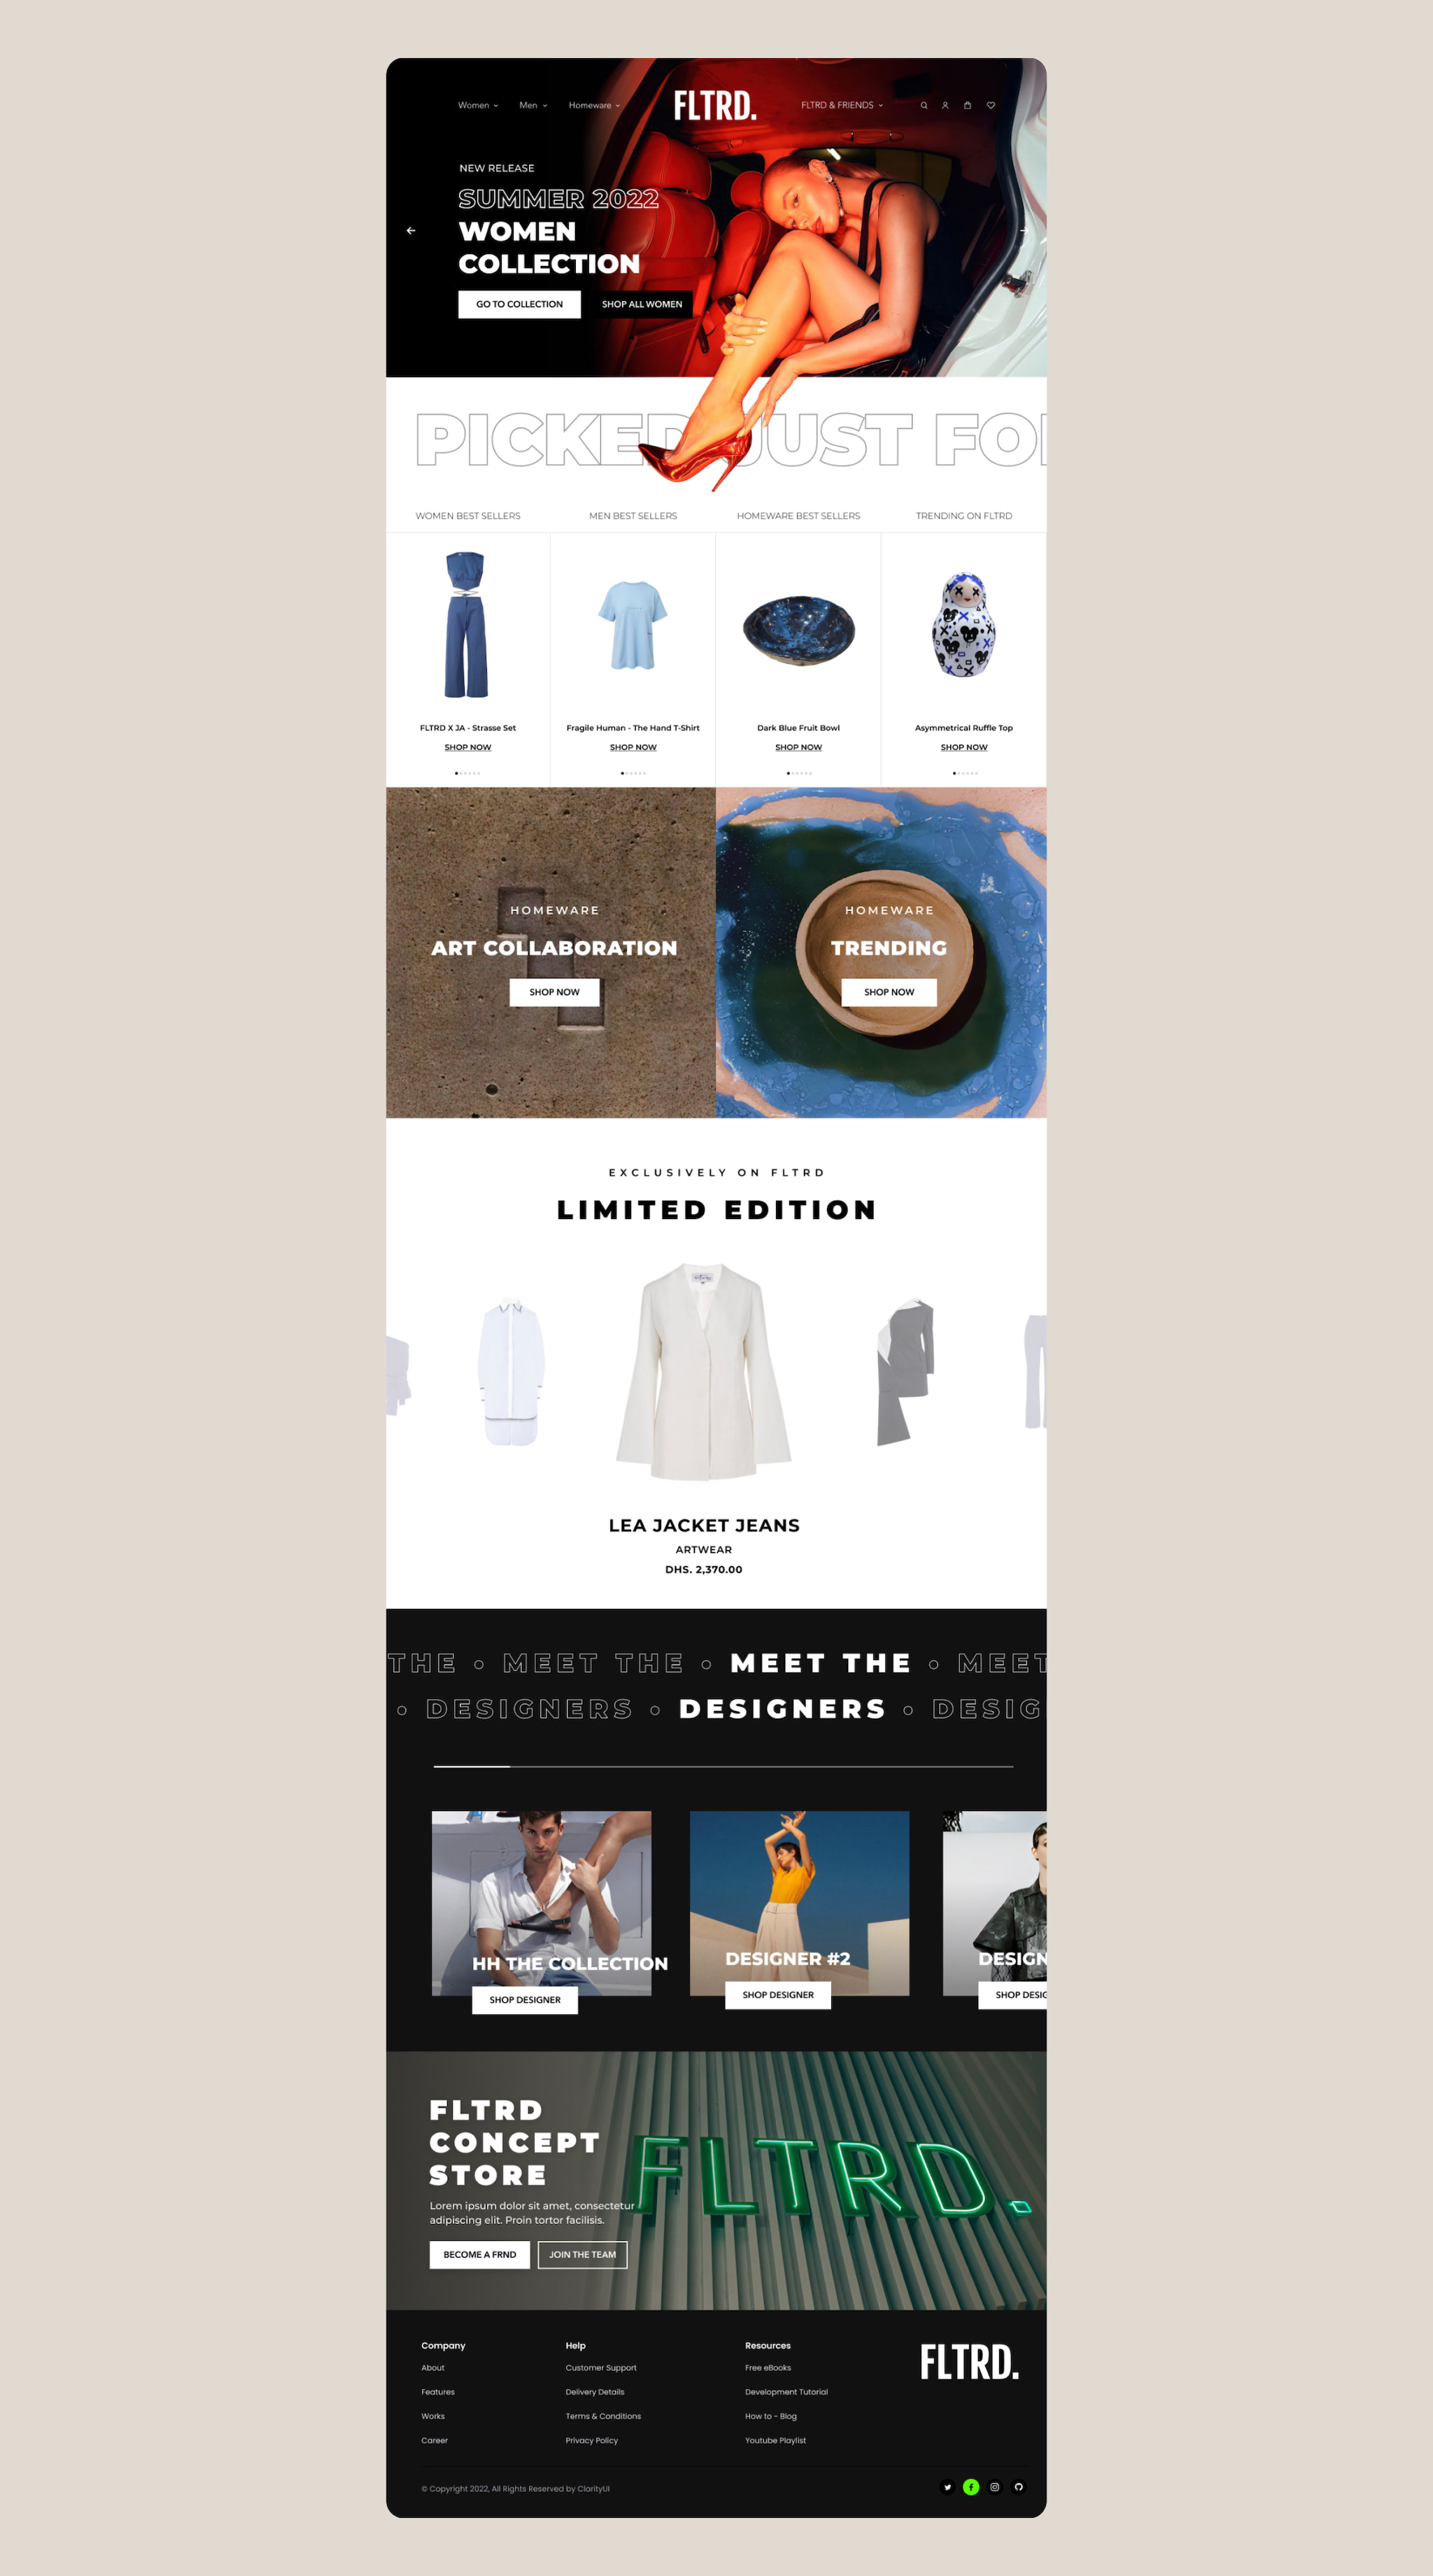 Women Men Homeware FLTRD. FLTRD & FRIENDS
NEW RELEASE
SUMMER 2022
WOMEN
COLLECTION
GO TO COLLECTION SHOP ALL WOMEN
PICKED JUST FO
WOMEN BEST SELLERS MEN BEST SELLERS HOMEWARE BEST SELLERS TRENDING ON FLTRD
FLTRD X JA - Strasse Set Fragile Human - The Hand T-Shirt Dark Blue Fruit Bowl Asymmetrical Ruffle Top
SHOP NOW SHOP NOW SHOP NOW SHOP NOW
HOMEWARE
ART COLLABORATION
SHOP NOW
HOMEWARE
TRENDING
SHOP NOW
EXCLUSIVELY ON FLTRD
LIMITED EDITION
LEA JACKET JEANS
ARTWEAR
DHS. 2,370.00
THE MEET THE MEET THE MEET
DESIGNERS DESIGNERS DESIG
HH THE COLLECTION
SHOP DESIGNER
DESIGNER #2
SHOP DESIGNER
DESIGN
SHOP DESIG
FLTRD
CONCEPT
STORE
FLTRD.
Lorem ipsum dolor sit amet, consectetur
adipiscing elit. Proin tortor facilisis.
BECOME A FRND JOIN THE TEAM
Company
About
Features
Works
Career
Help
Customer Support
Delivery Details
Terms & Conditions
Privacy Policy
Resources
Free eBooks
Development Tutorial
How to - Blog
Youtube Playlist
FLTRD.
© Copyright 2022, All Rights Reserved by ClarityUI